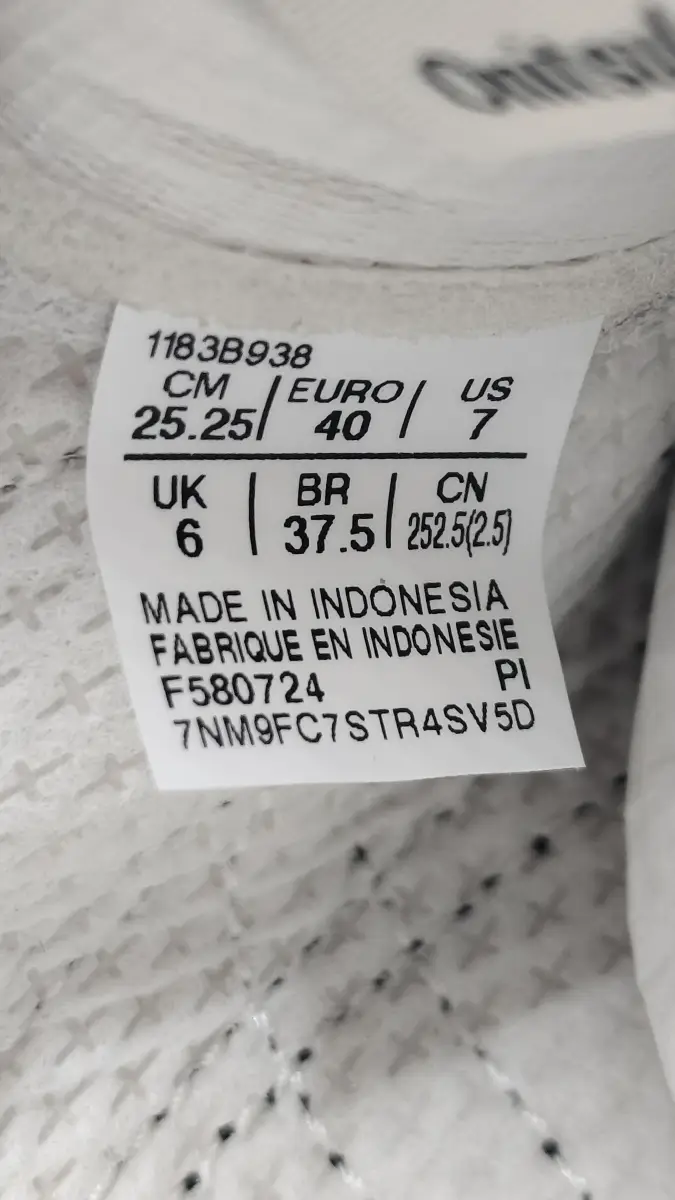 1183B938
CM / EURO / US
25.25 / 40 / 7
UK | BR | CN
6 | 37.5 | 252.5(2.5)
MADE IN INDONESIA
FABRIQUE EN INDONESIE
F580724 PI
7NM9FC7STR4SV5D